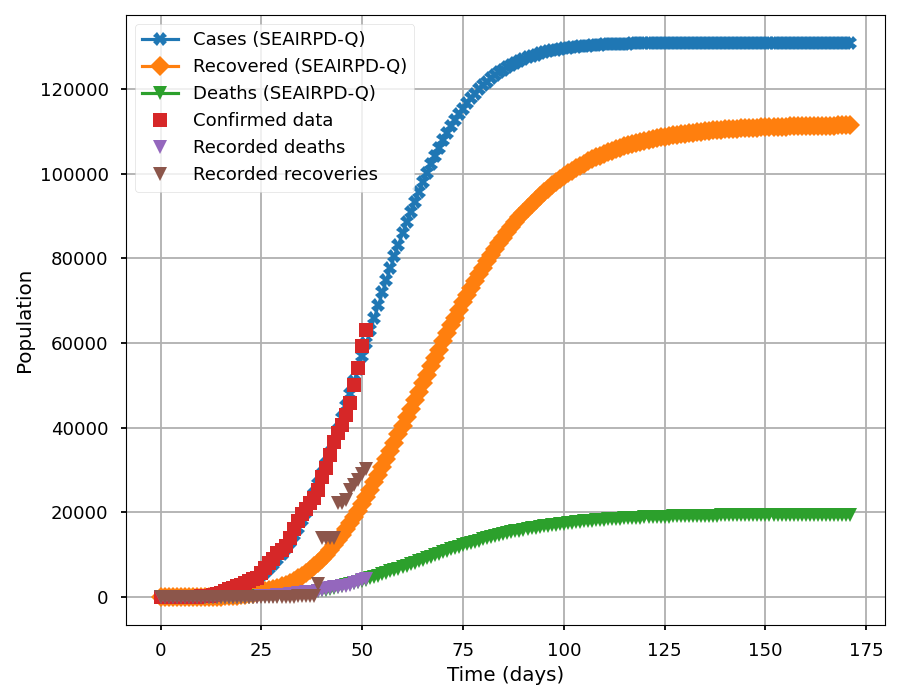 Cases (SEAIRPD-Q)
Recovered (SEAIRPD-Q)
Deaths (SEAIRPD-Q)
Confirmed data
Recorded deaths
Recorded recoveries
120000
100000
80000
60000
40000
20000
0
Population
0 25 50 75 100 125 150 175
Time (days)